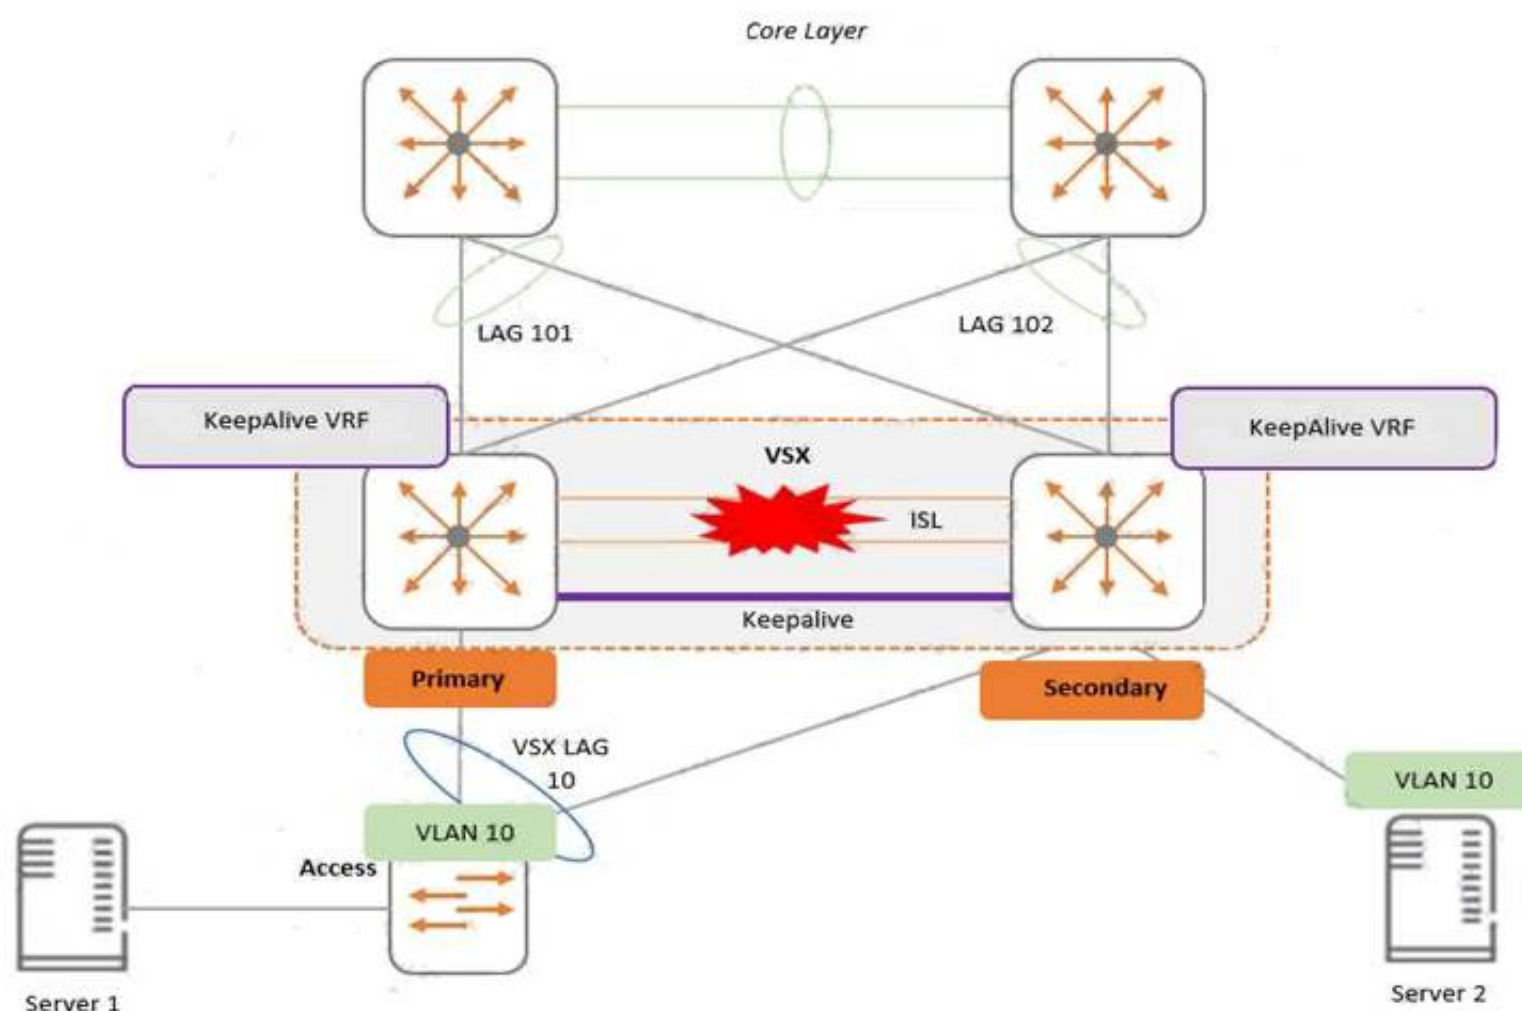 Core Layer
LAG 101
LAG 102
KeepAlive VRF
KeepAlive VRF
VSX
ISL
Keepalive
Primary
Secondary
VSX LAG
10
VLAN 10
VLAN 10
Access
Server 1
Server 2